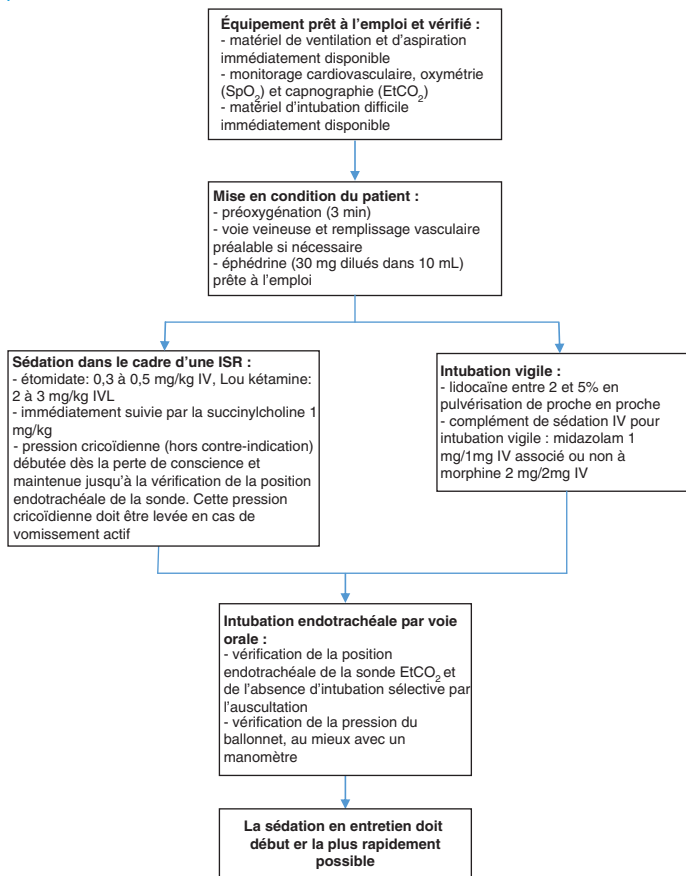 Équipement prêt à l'emploi et vérifié :
- matériel de ventilation et d'aspiration
immédiatement disponible
- monitorage cardiovasculaire, oxymétrie
(SpO2) et capnographie (EtCO2)
- matériel d'intubation difficile
immédiatement disponible
Mise en condition du patient :
- préoxygénation (3 min)
- voie veineuse et remplissage vasculaire
préalable si nécessaire
- éphédrine (30 mg dilués dans 10 mL)
prête à l'emploi
Sédation dans le cadre d'une ISR :
- étomidate: 0,3 à 0,5 mg/kg IV, Lou kétamine:
2 à 3 mg/kg IVL
- immédiatement suivie par la succinylcholine 1
mg/kg
- pression cricoïdienne (hors contre-indication)
débutée dès la perte de conscience et
maintenue jusqu'à la vérification de la position
endotrachéale de la sonde. Cette pression
cricoïdienne doit être levée en cas de
vomissement actif
Intubation vigile :
- lidocaïne entre 2 et 5% en
pulvérisation de proche en proche
- complément de sédation IV pour
intubation vigile : midazolam 1
mg/1mg IV associé ou non à
morphine 2 mg/2mg IV
Intubation endotrachéale par voie
orale :
- vérification de la position
endotrachéale de la sonde EtCO2 et
de l'absence d'intubation sélective par
l'auscultation
- vérification de la pression du
ballonnet, au mieux avec un
manomètre
La sédation en entretien doit
début er la plus rapidement
possible